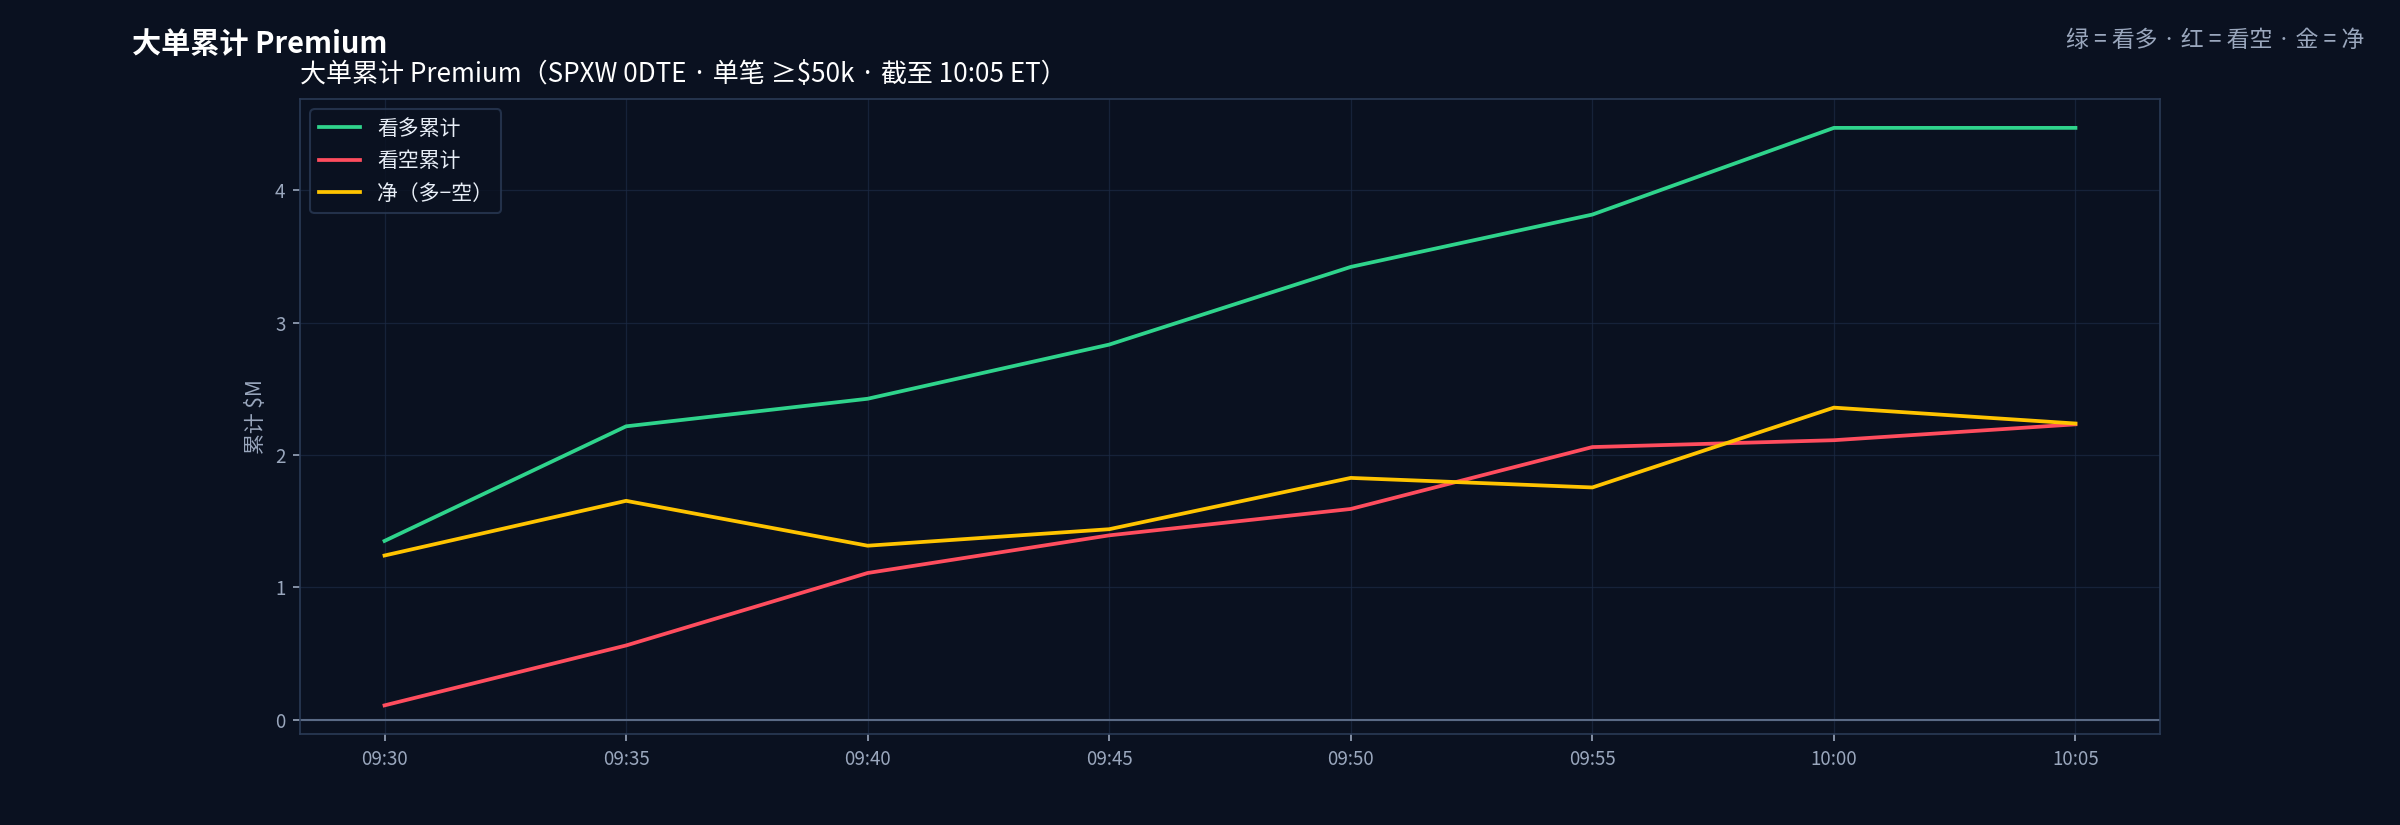 大单累计 Premium
绿 = 看多 · 红 = 看空 · 金 = 净
大单累计 Premium（SPXW 0DTE · 单笔 ≥$50k · 截至 10:05 ET）
看多累计
看空累计
净（多−空）
累计 $M
4
3
2
1
0
09:30 09:35 09:40 09:45 09:50 09:55 10:00 10:05